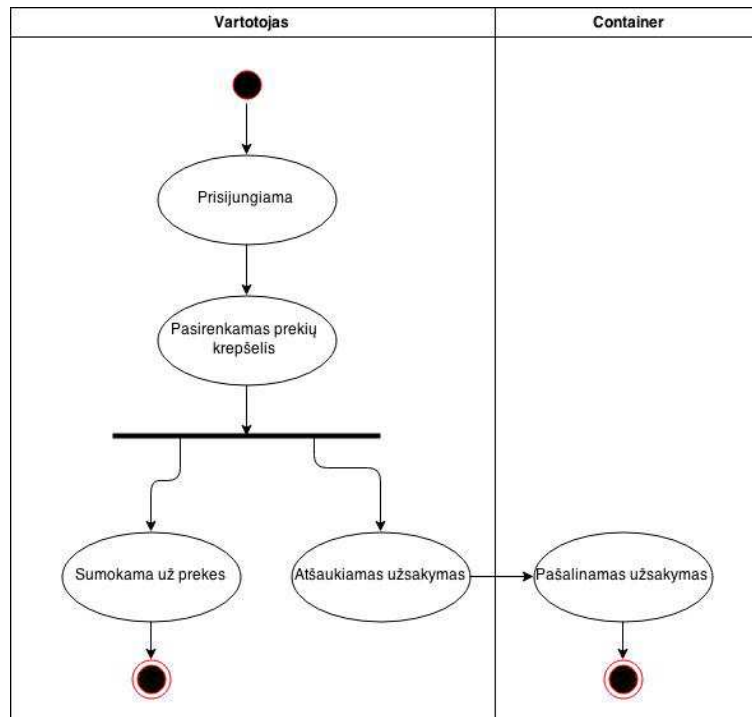 Vartotojas
Container
Prisijungiama
Pasirenkamas prekių
krepšelis
Sumokama už prekes
Atšaukiamas užsakymas
Pašalinamas užsakymas